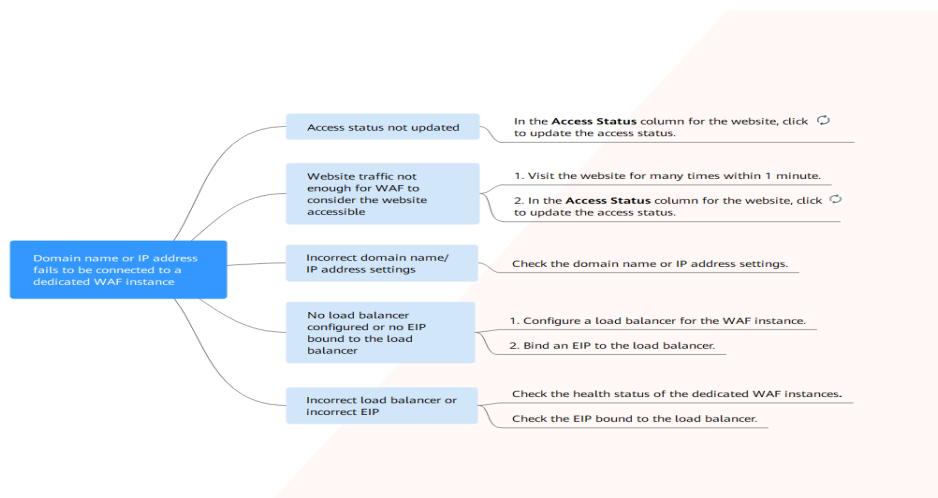 Domain name or IP address
fails to be connected to a
dedicated WAF instance
Access status not updated
In the Access Status column for the website, click
to update the access status.
Website traffic not
enough for WAF to
consider the website
accessible
1. Visit the website for many times within 1 minute.
2. In the Access Status column for the website, click
to update the access status.
Incorrect domain name/
IP address settings
Check the domain name or IP address settings.
No load balancer
configured or no EIP
bound to the load
balancer
1. Configure a load balancer for the WAF instance.
2. Bind an EIP to the load balancer.
Incorrect load balancer or
incorrect EIP
Check the health status of the dedicated WAF instances.
Check the EIP bound to the load balancer.